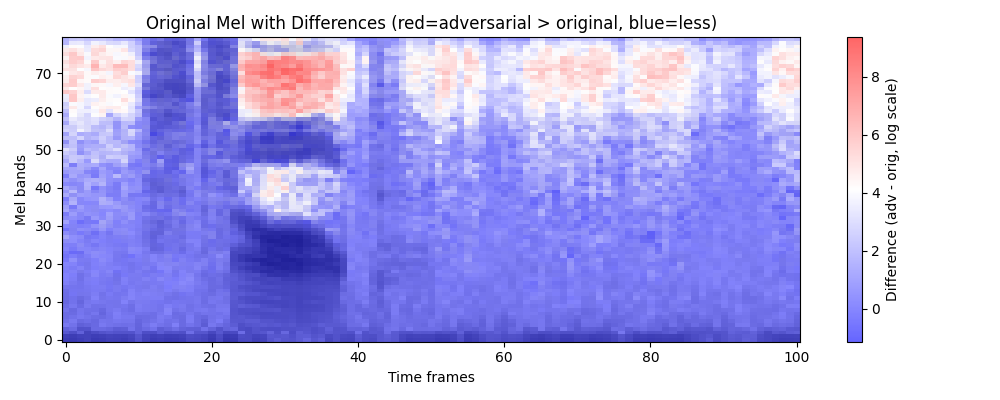 Original Mel with Differences (red=adversarial > original, blue=less)
Mel bands
70
60
50
40
30
20
10
0
0 20 40 60 80 100
Time frames
8
6
4
2
0
Difference (adv - orig, log scale)